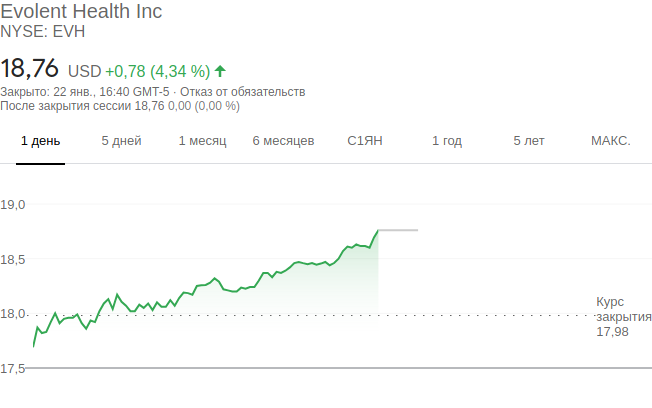 Evolent Health Inc
NYSE: EVH
18,76 USD +0,78 (4,34 %)
Закрыто: 22 янв., 16:40 GMT-5 · Отказ от обязательств
После закрытия сессии 18,76 0,00 (0,00 %)
1 день 5 дней 1 месяц 6 месяцев С1ЯН 1 год 5 лет МАКС.
19,0
18,5
18,0
Курс
закрытия
17,98
17,5